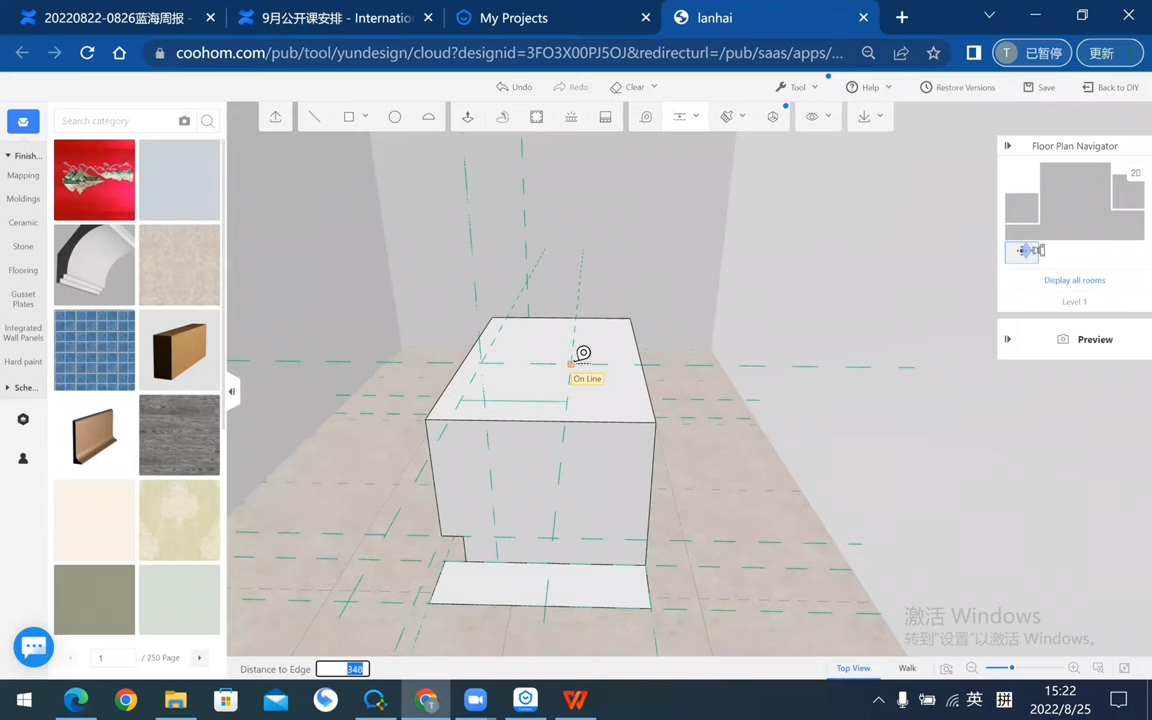 20220822-0826蓝海周报 -
9月公开课安排 - Internatio
My Projects
lanhai
coohom.com/pub/tool/yundesign/cloud?designid=3FO3X00PJ5OJ&redirecturl=/pub/saas/apps/...
T 已暂停
更新
Undo
Redo
Clear
Tool
Help
Restore Versions
Save
Back to DIY
Search category
Finish...
Mapping
Moldings
Ceramic
Stone
Flooring
Gusset
Plates
Integrated
Wall Panels
Hard paint
Sche...
Floor Plan Navigator
2D
Display all rooms
Level 1
Preview
On Line
激活 Windows
转到"设置"以激活 Windows。
1 / 250 Page
Distance to Edge 348
Top View
Walk
英
拼
15:22
2022/8/25